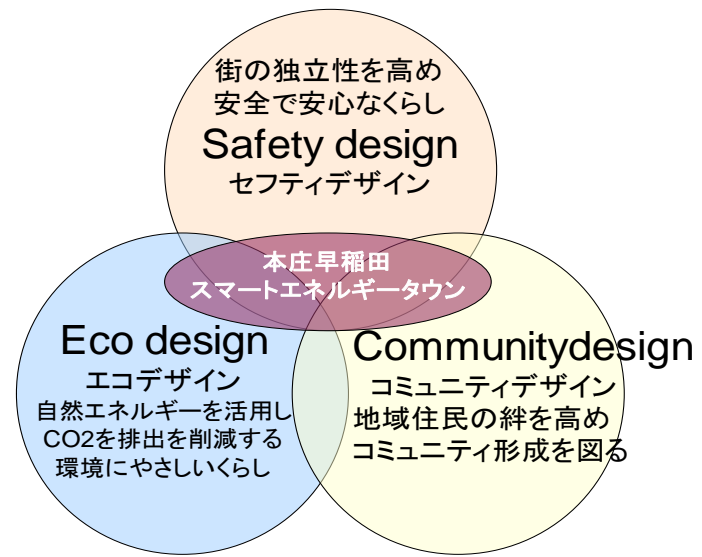 街の独立性を高め
安全で安心なくらし
Safety design
セフティデザイン
本庄早稲田
スマートエネルギータウン
Eco design
エコデザイン
自然エネルギーを活用し
CO2を排出を削減する
環境にやさしいくらし
Communitydesign
コミュニティデザイン
地域住民の絆を高め
コミュニティ形成を図る